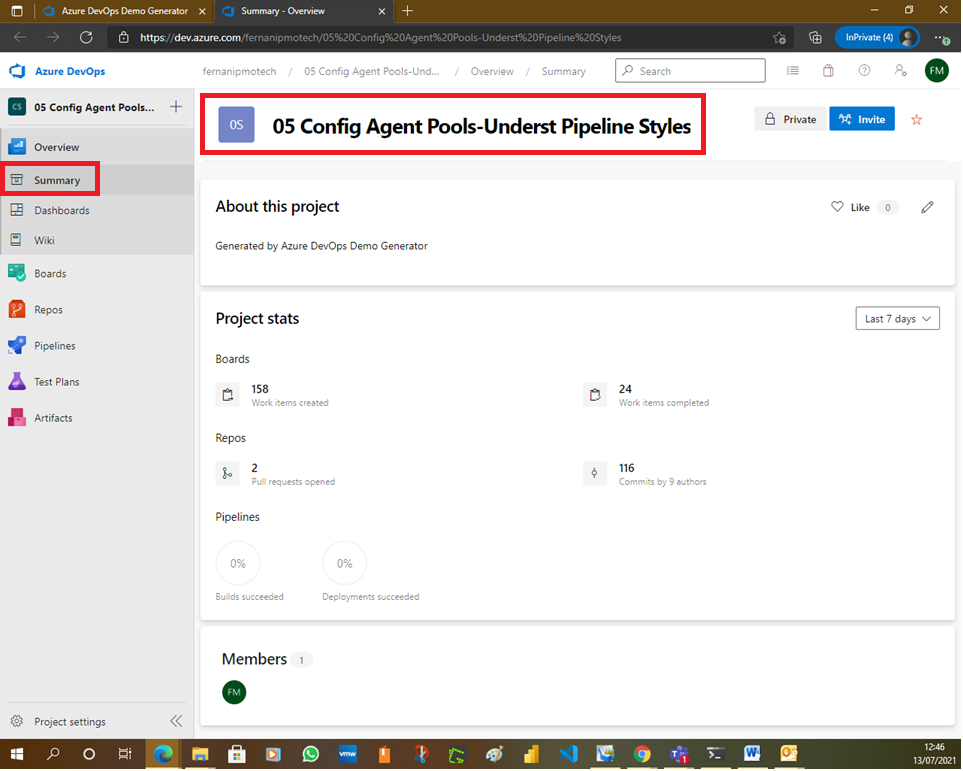 Azure DevOps Demo Generator
Summary - Overview
https://dev.azure.com/fernanipmotech/05%20Config%20Agent%20Pools-Underst%20Pipeline%20Styles
InPrivate (4)
Azure DevOps
fernanipmotech / 05 Config Agent Pools-Und... / Overview / Summary
Search
FM
CS
05 Config Agent Pools...
0S
05 Config Agent Pools-Underst Pipeline Styles
Private
Invite
Overview
Summary
Dashboards
Wiki
Boards
Repos
Pipelines
Test Plans
Artifacts
Project settings
About this project
Like 0
Generated by Azure DevOps Demo Generator
Project stats
Last 7 days
Boards
158
Work items created
24
Work items completed
Repos
2
Pull requests opened
116
Commits by 9 authors
Pipelines
0%
Builds succeeded
0%
Deployments succeeded
Members 1
FM
vmw
1
12:46
13/07/2021